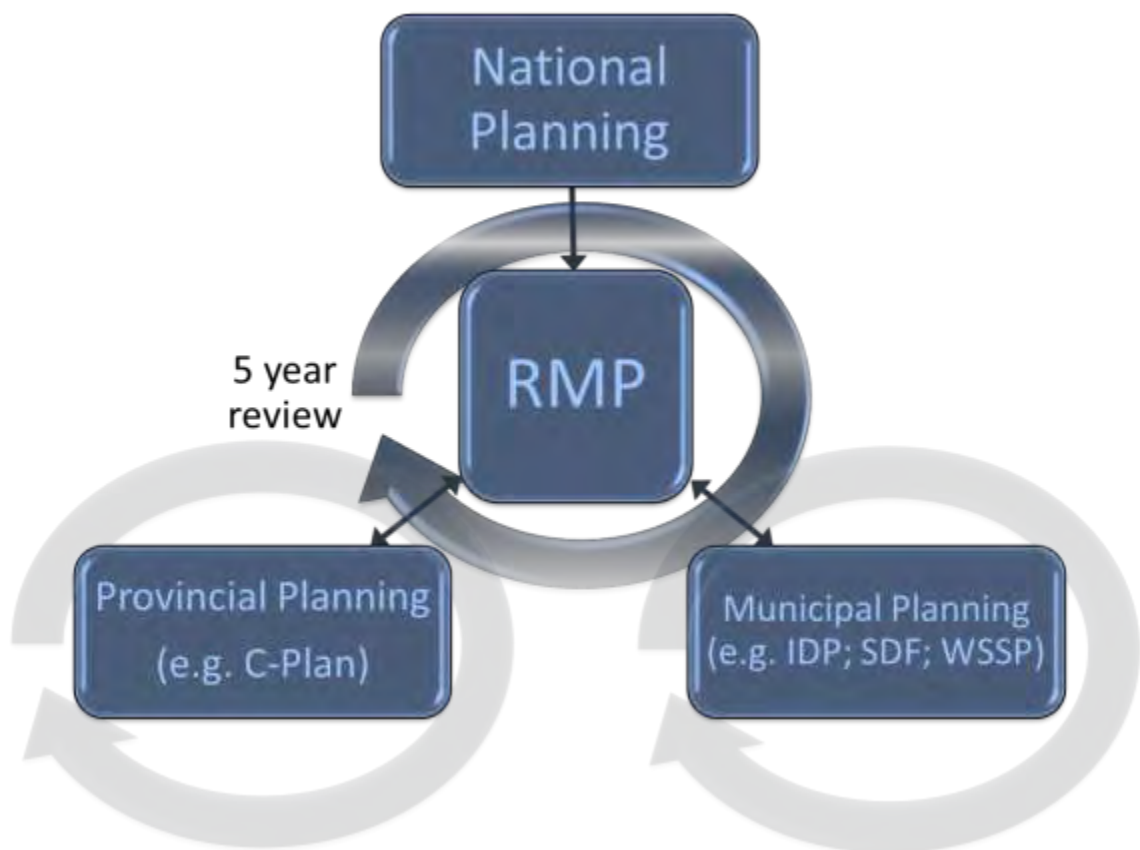 National
Planning
RMP
5 year
review
Provincial Planning
(e.g. C-Plan)
Municipal Planning
(e.g. IDP; SDF; WSSP)